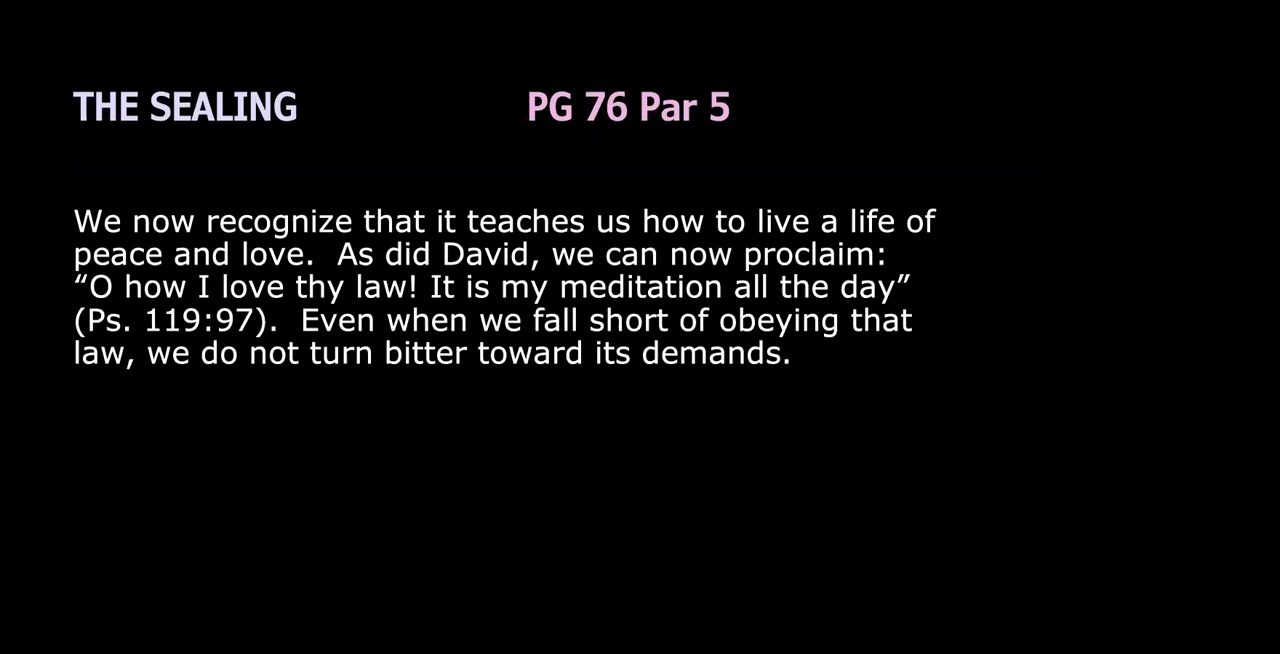 THE SEALING PG 76 Par 5
We now recognize that it teaches us how to live a life of
peace and love.  As did David, we can now proclaim:
“O how I love thy law! It is my meditation all the day”
(Ps. 119:97).  Even when we fall short of obeying that
law, we do not turn bitter toward its demands.